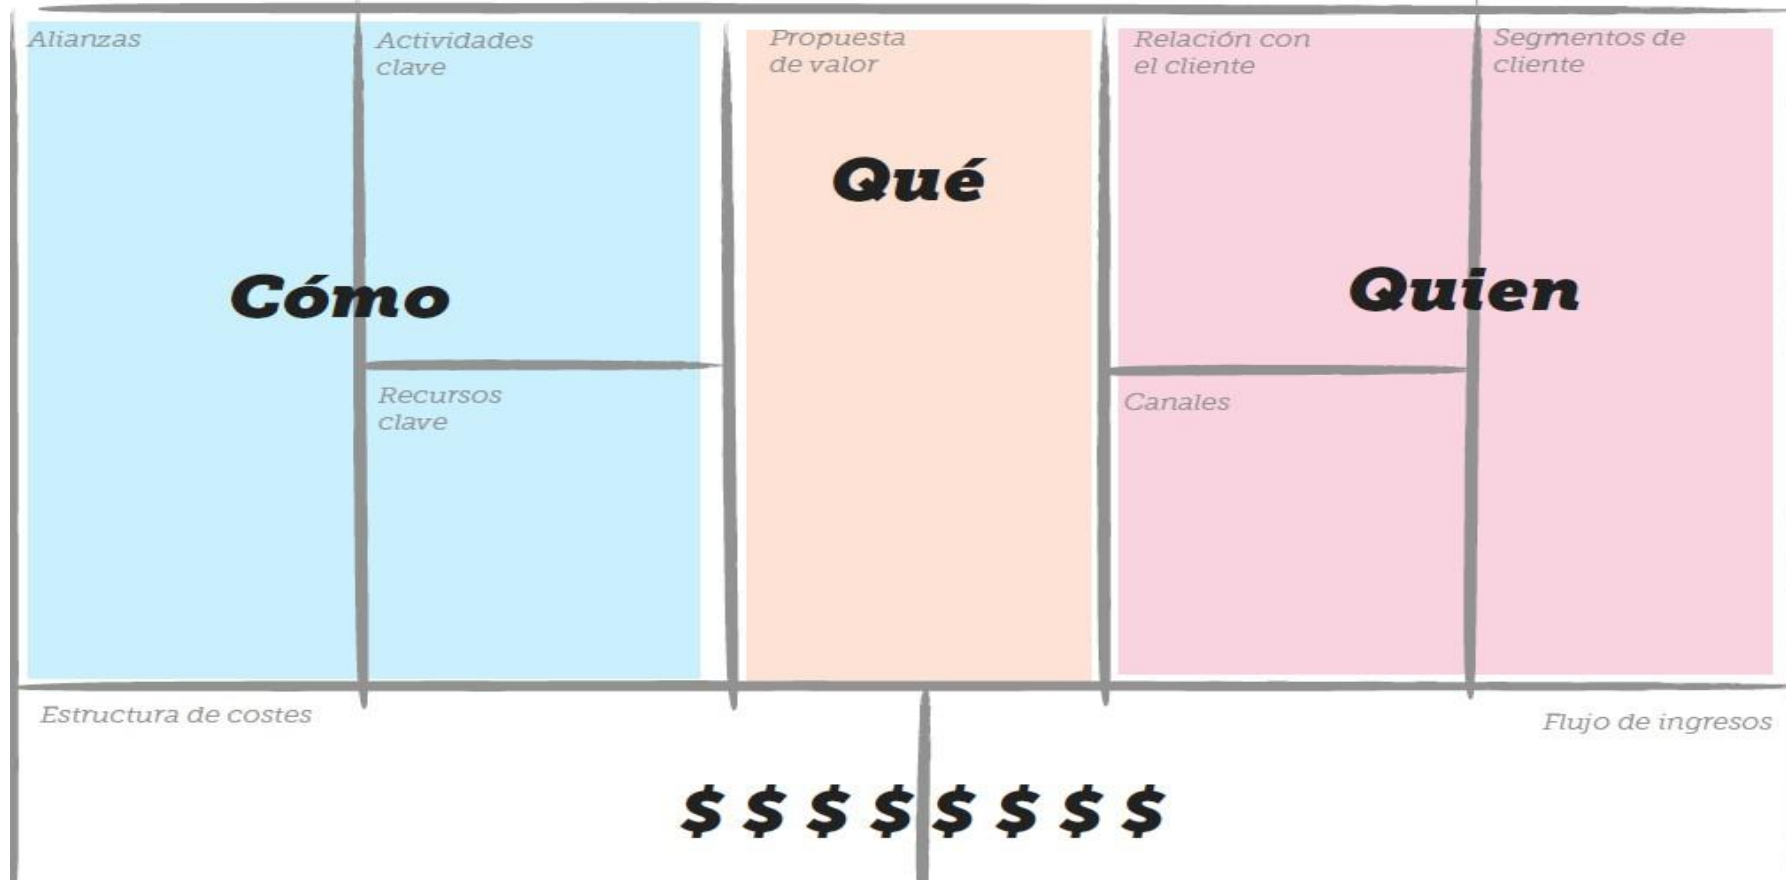 Alianzas
Actividades
clave
Propuesta
de valor
Relación con
el cliente
Segmentos de
cliente
Qué
Cómo
Quien
Recursos
clave
Canales
Estructura de costes
Flujo de ingresos
$ $ $ $ $ $ $ $